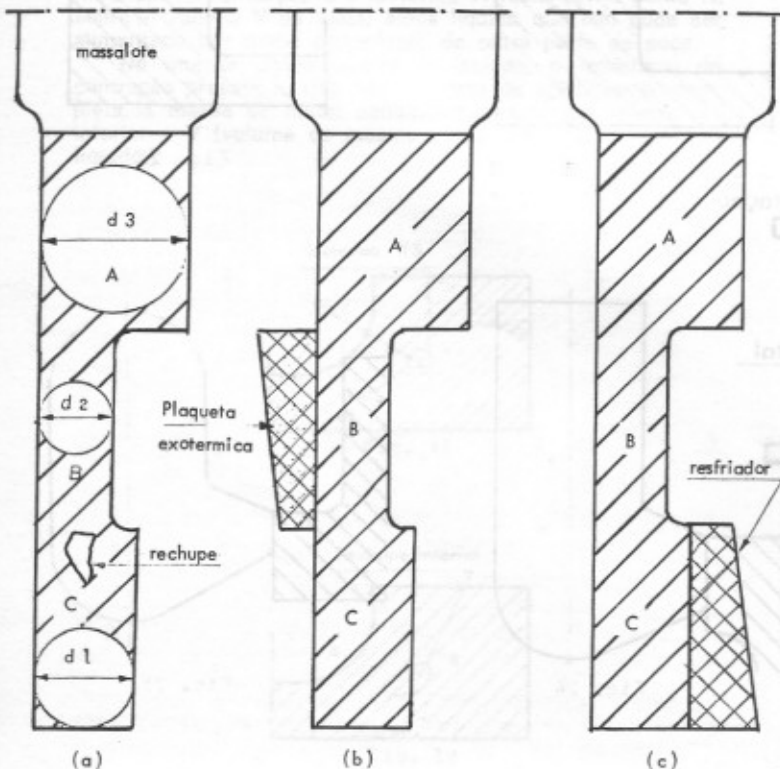 massalote
d 3
A
d 2
B
rechupe
C
d 1
(a)
A
Plaqueta
exotermica
B
C
(b)
A
B
resfriador
C
(c)